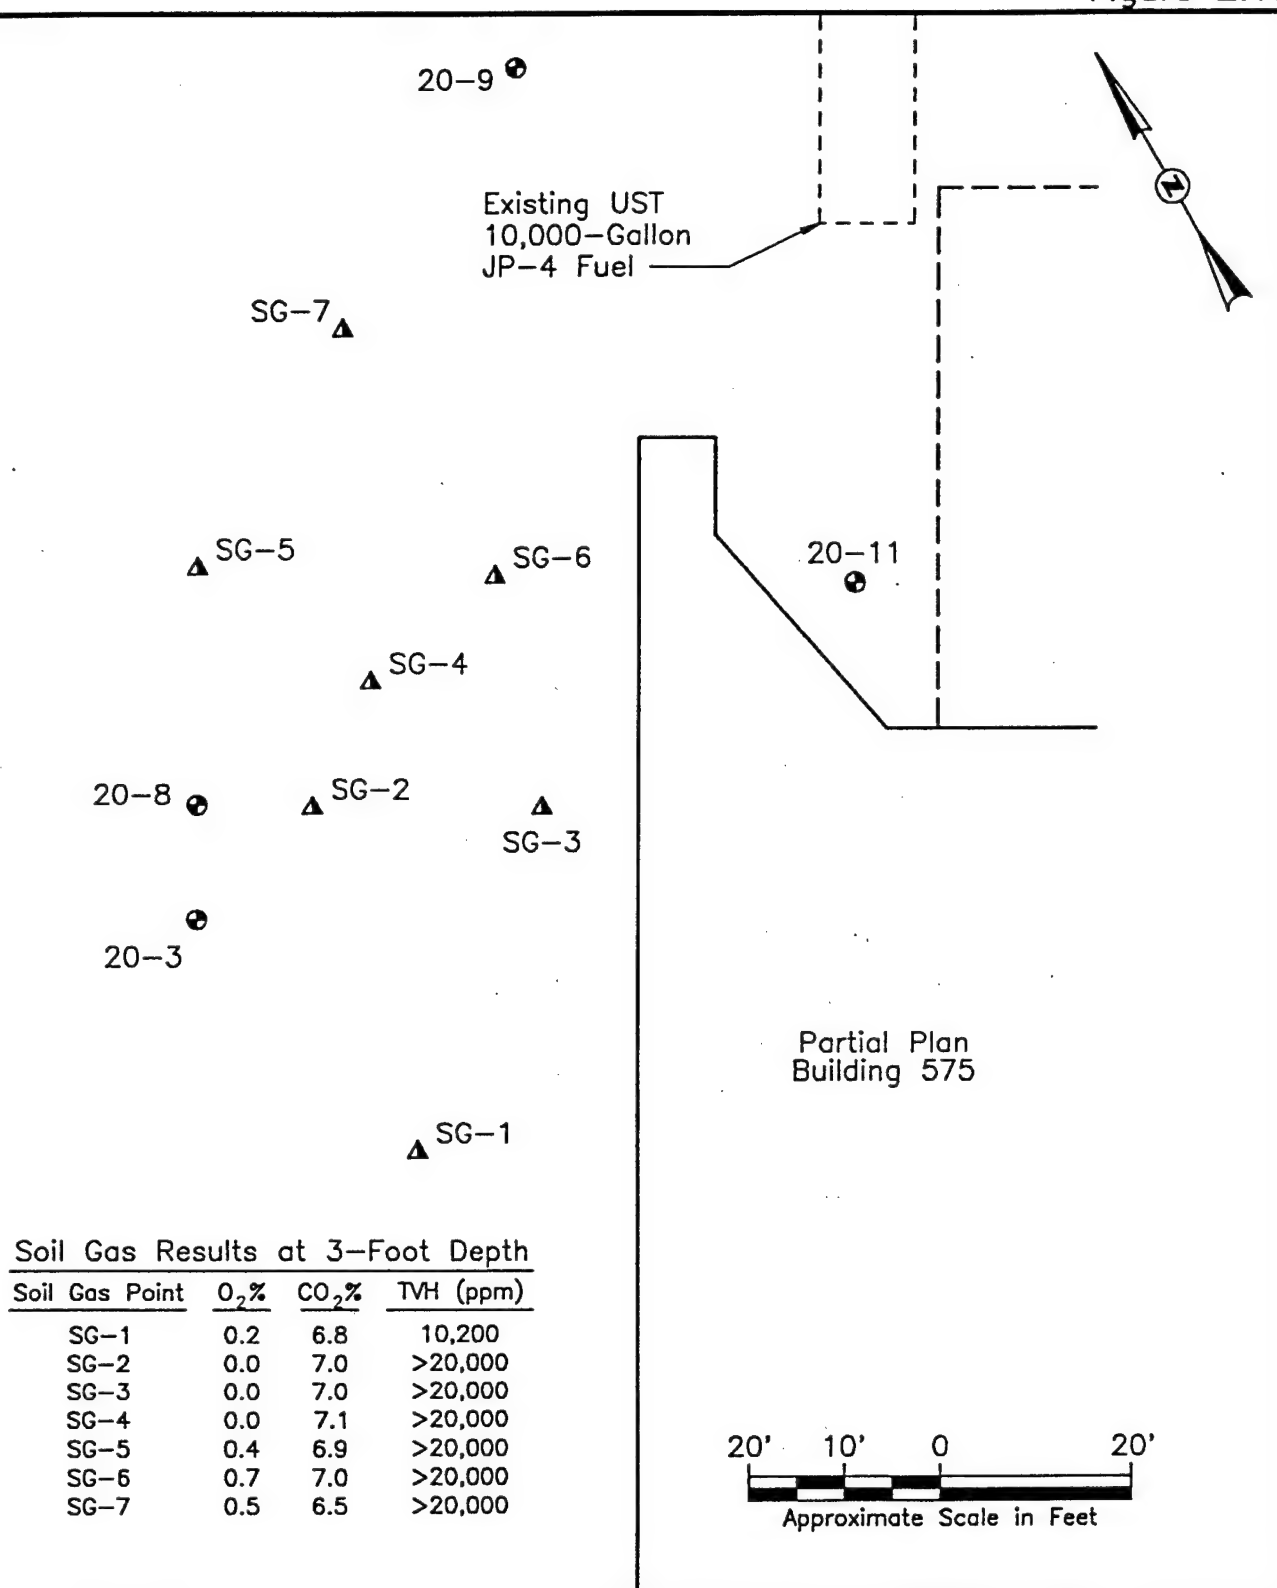 20-9
Existing UST
10,000-Gallon
JP-4 Fuel
N
SG-7
SG-5
SG-6
20-11
SG-4
20-8
SG-2
SG-3
20-3
Partial Plan
Building 575
SG-1
Soil Gas Results at 3-Foot Depth
Soil Gas Point O2% CO2% TVH (ppm)
SG-1 0.2 6.8 10,200
SG-2 0.0 7.0 >20,000
SG-3 0.0 7.0 >20,000
SG-4 0.0 7.1 >20,000
SG-5 0.4 6.9 >20,000
SG-6 0.7 7.0 >20,000
SG-7 0.5 6.5 >20,000
20' 10' 0 20'
Approximate Scale in Feet